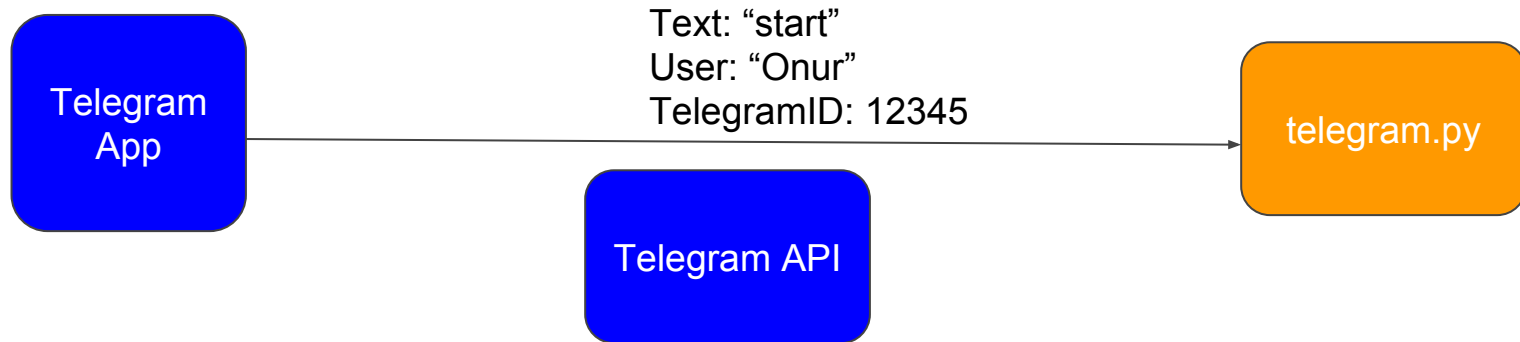 Text: “start”
User: “Onur”
TelegramID: 12345
Telegram
App
telegram.py
Telegram API